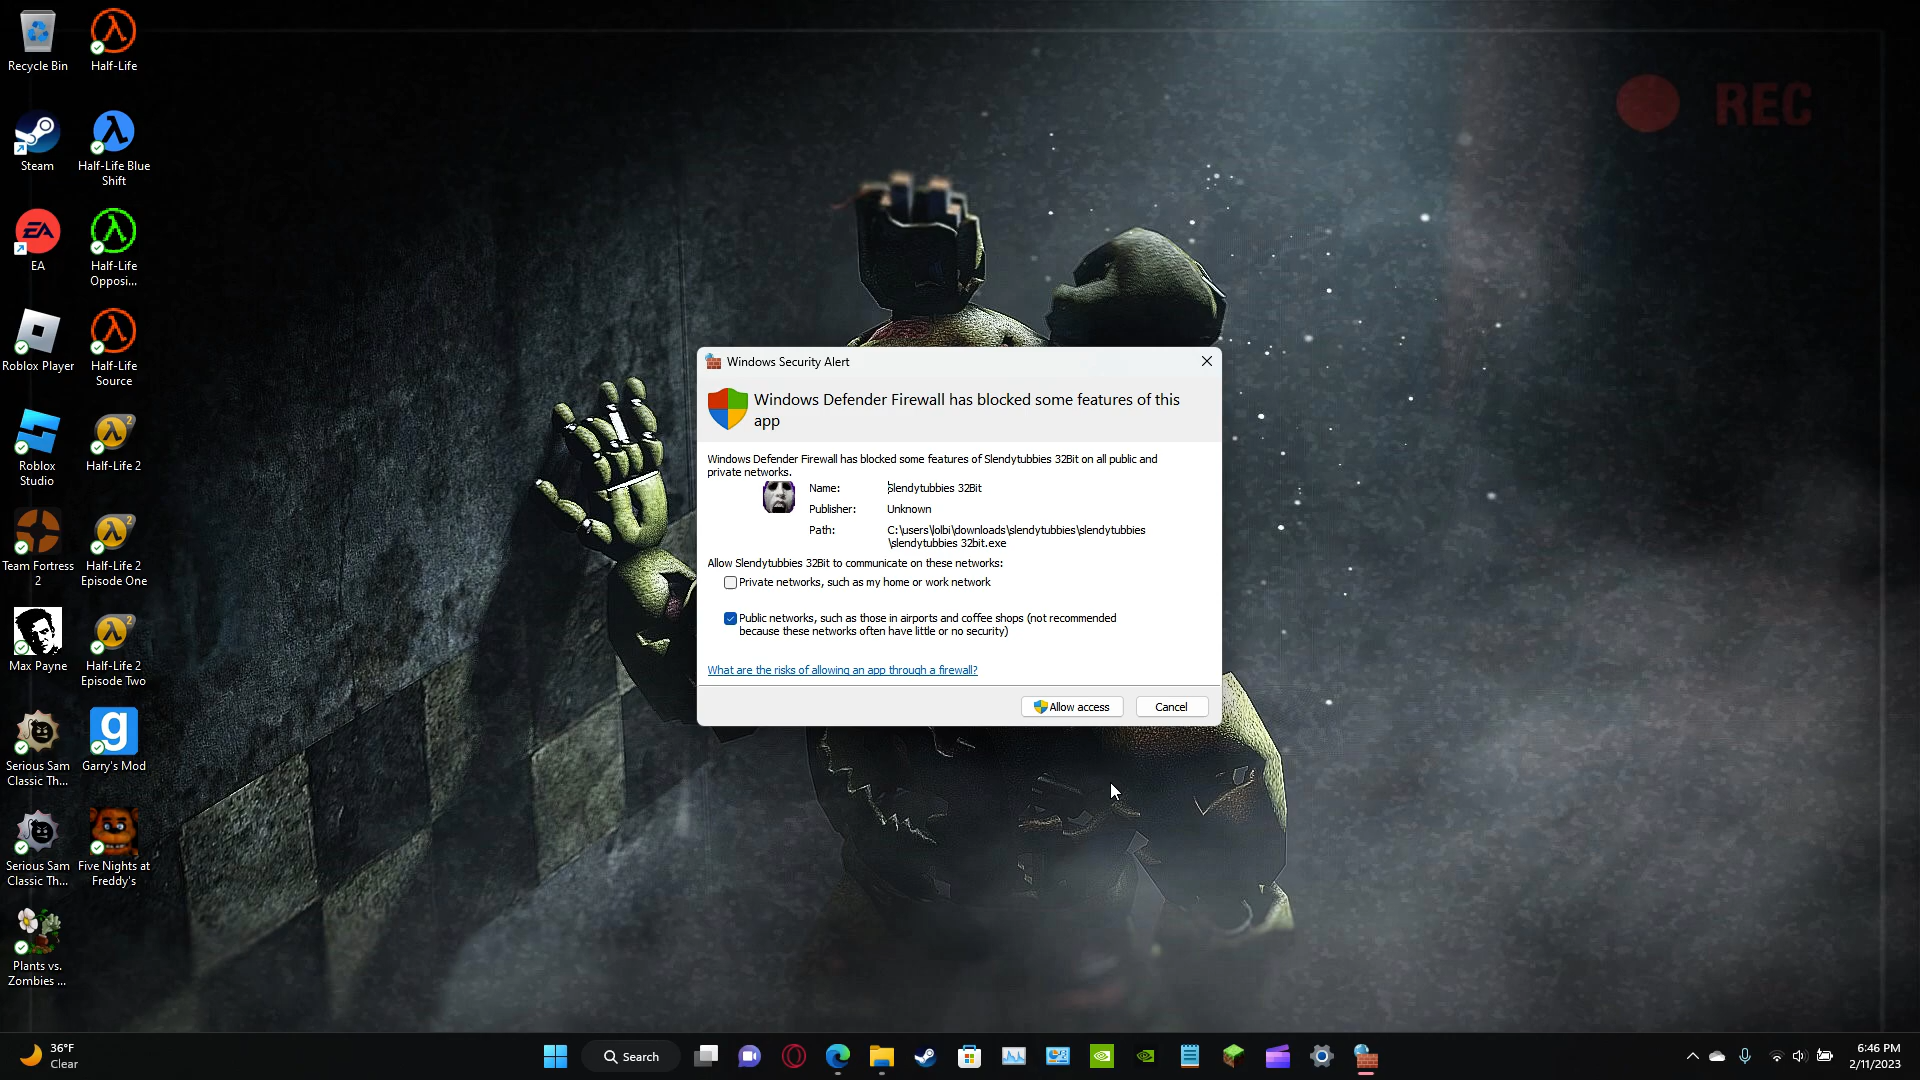 Recycle Bin
Half-Life
Steam
Half-Life Blue
Shift
EA
EA
Half-Life
Opposi...
Roblox Player
Half-Life
Source
Roblox
Studio
Half-Life 2
Team Fortress
2
Half-Life 2
Episode One
Max Payne
Half-Life 2
Episode Two
Serious Sam
Classic Th...
g
Garry's Mod
Serious Sam
Classic Th...
Five Nights at
Freddy's
Plants vs.
Zombies ...
REC
Windows Security Alert
Windows Defender Firewall has blocked some features of this
app
Windows Defender Firewall has blocked some features of Slendytubbies 32Bit on all public and
private networks.
Name: Slendytubbies 32Bit
Publisher: Unknown
Path: C:\users\lolbi\downloads\slendytubbies\slendytubbies
\slendytubbies 32bit.exe
Allow Slendytubbies 32Bit to communicate on these networks:
Private networks, such as my home or work network
Public networks, such as those in airports and coffee shops (not recommended
because these networks often have little or no security)
What are the risks of allowing an app through a firewall?
Allow access
Cancel
36°F
Clear
Search
6:46 PM
2/11/2023